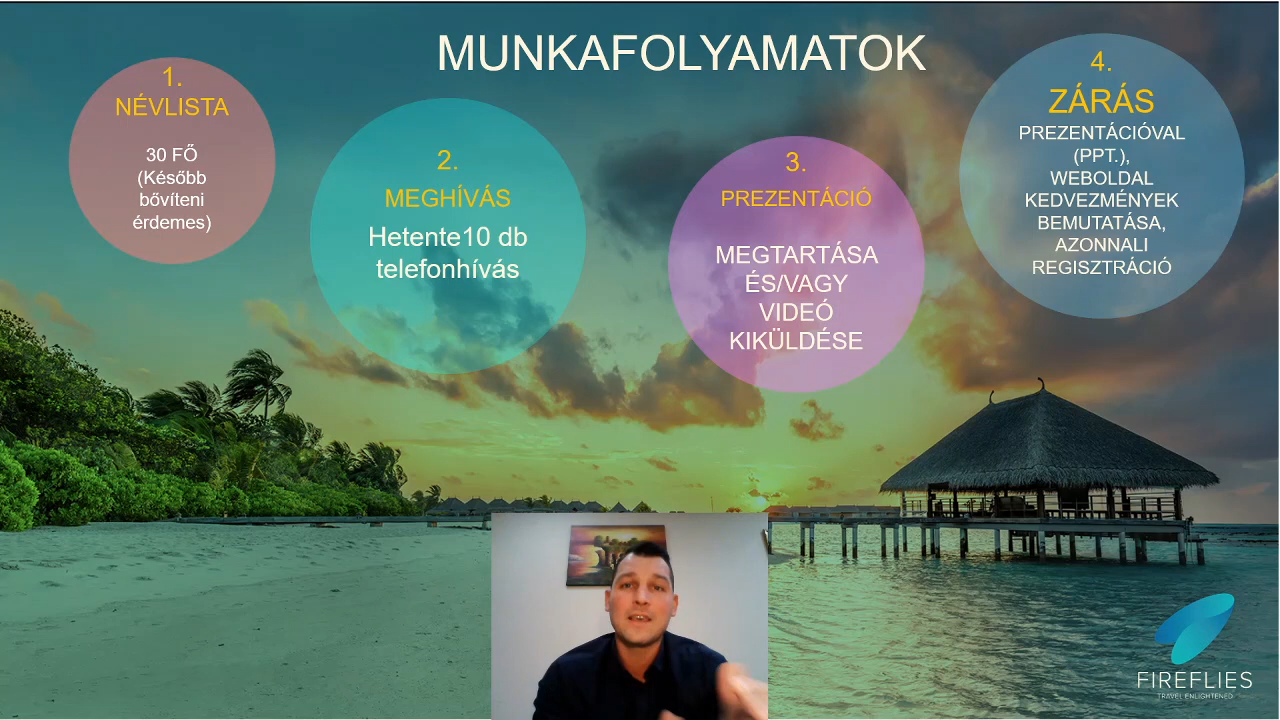 MUNKAFOLYAMATOK
1.
NÉVLISTA
30 FŐ
(Később
bővíteni
érdemes)
2.
MEGHÍVÁS
Hetente10 db
telefonhívás
3.
PREZENTÁCIÓ
MEGTARTÁSA
ÉS/VAGY
VIDEÓ
KIKÜLDÉSE
4.
ZÁRÁS
PREZENTÁCIÓVAL
(PPT.),
WEBOLDAL
KEDVEZMÉNYEK
BEMUTATÁSA,
AZONNALI
REGISZTRÁCIÓ
FIREFLIES
TRAVEL ENLIGHTENED